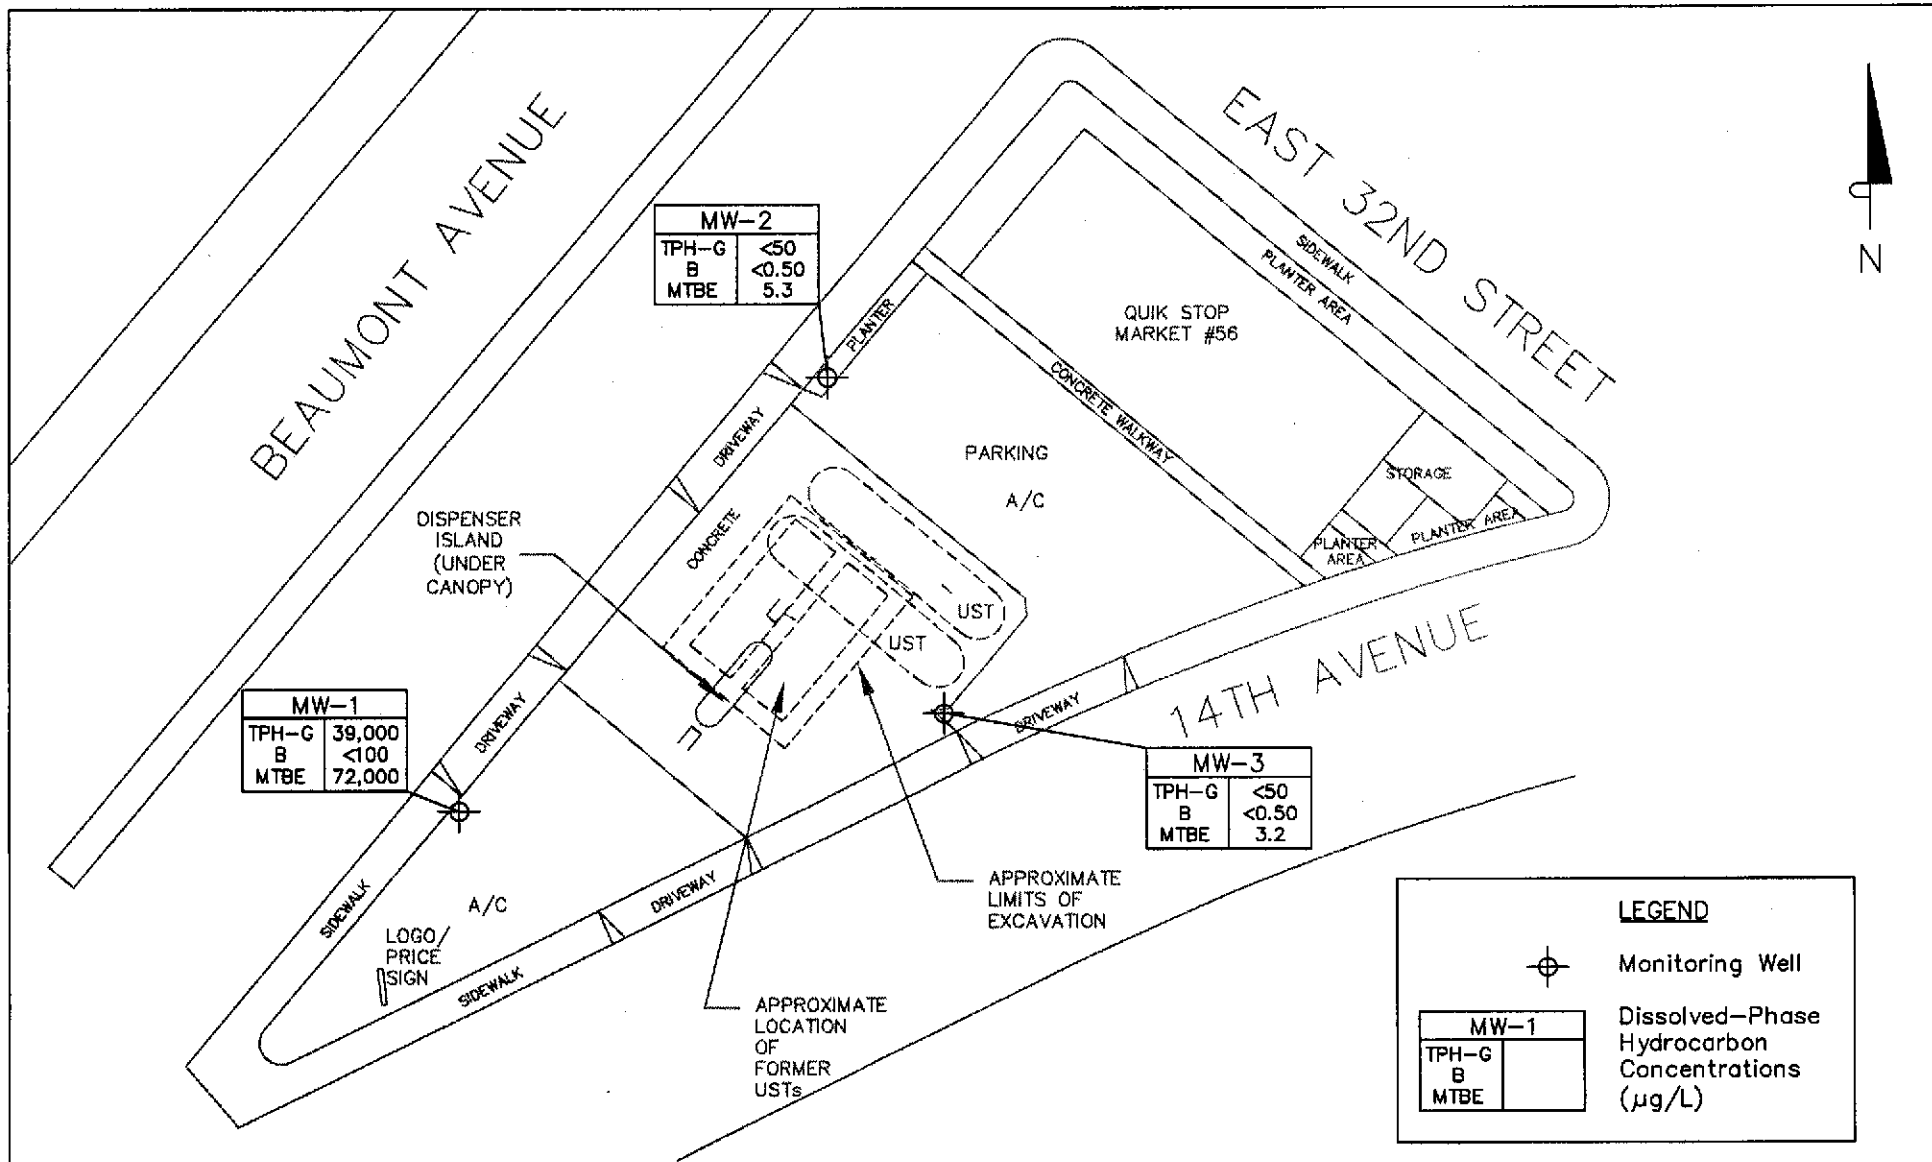 BEAUMONT AVENUE
EAST 32ND STREET
N
MW-2
TPH-G <50
B <0.50
MTBE 5.3
PLANTER
SIDEWALK
PLANTER AREA
QUIK STOP
MARKET #56
CONCRETE WALKWAY
DRIVEWAY
PARKING
A/C
STORAGE
PLANTER AREA
PLANTER
AREA
CONCRETE
DISPENSER
ISLAND
(UNDER
CANOPY)
UST
UST
14TH AVENUE
MW-1
TPH-G 39,000
B <100
MTBE 72,000
DRIVEWAY
DRIVEWAY
MW-3
TPH-G <50
B <0.50
MTBE 3.2
SIDEWALK
A/C
LOGO/
PRICE
SIGN
DRIVEWAY
SIDEWALK
APPROXIMATE
LIMITS OF
EXCAVATION
APPROXIMATE
LOCATION
OF
FORMER
USTs
LEGEND
Monitoring Well
MW-1
TPH-G
B
MTBE
Dissolved-Phase
Hydrocarbon
Concentrations
(µg/L)